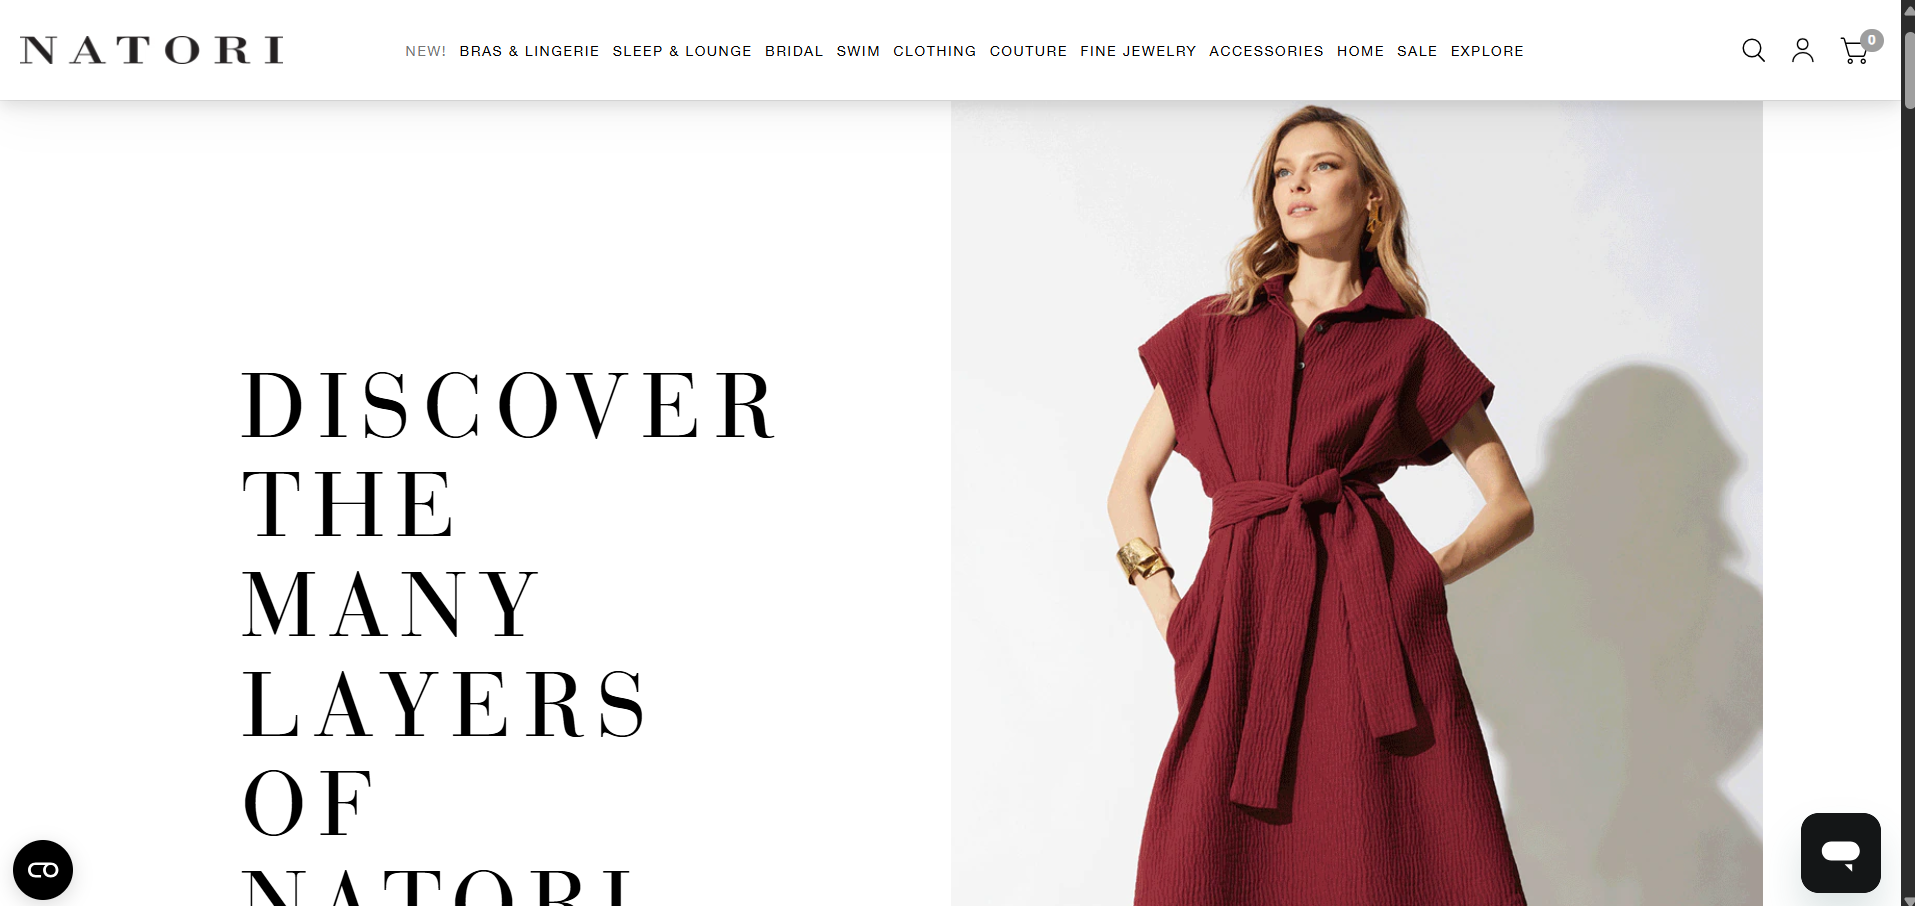 NATORI
NEW! BRAS & LINGERIE SLEEP & LOUNGE BRIDAL SWIM CLOTHING COUTURE FINE JEWELRY ACCESSORIES HOME SALE EXPLORE
0
DISCOVER
THE
MANY
LAYERS
OF
NATORI